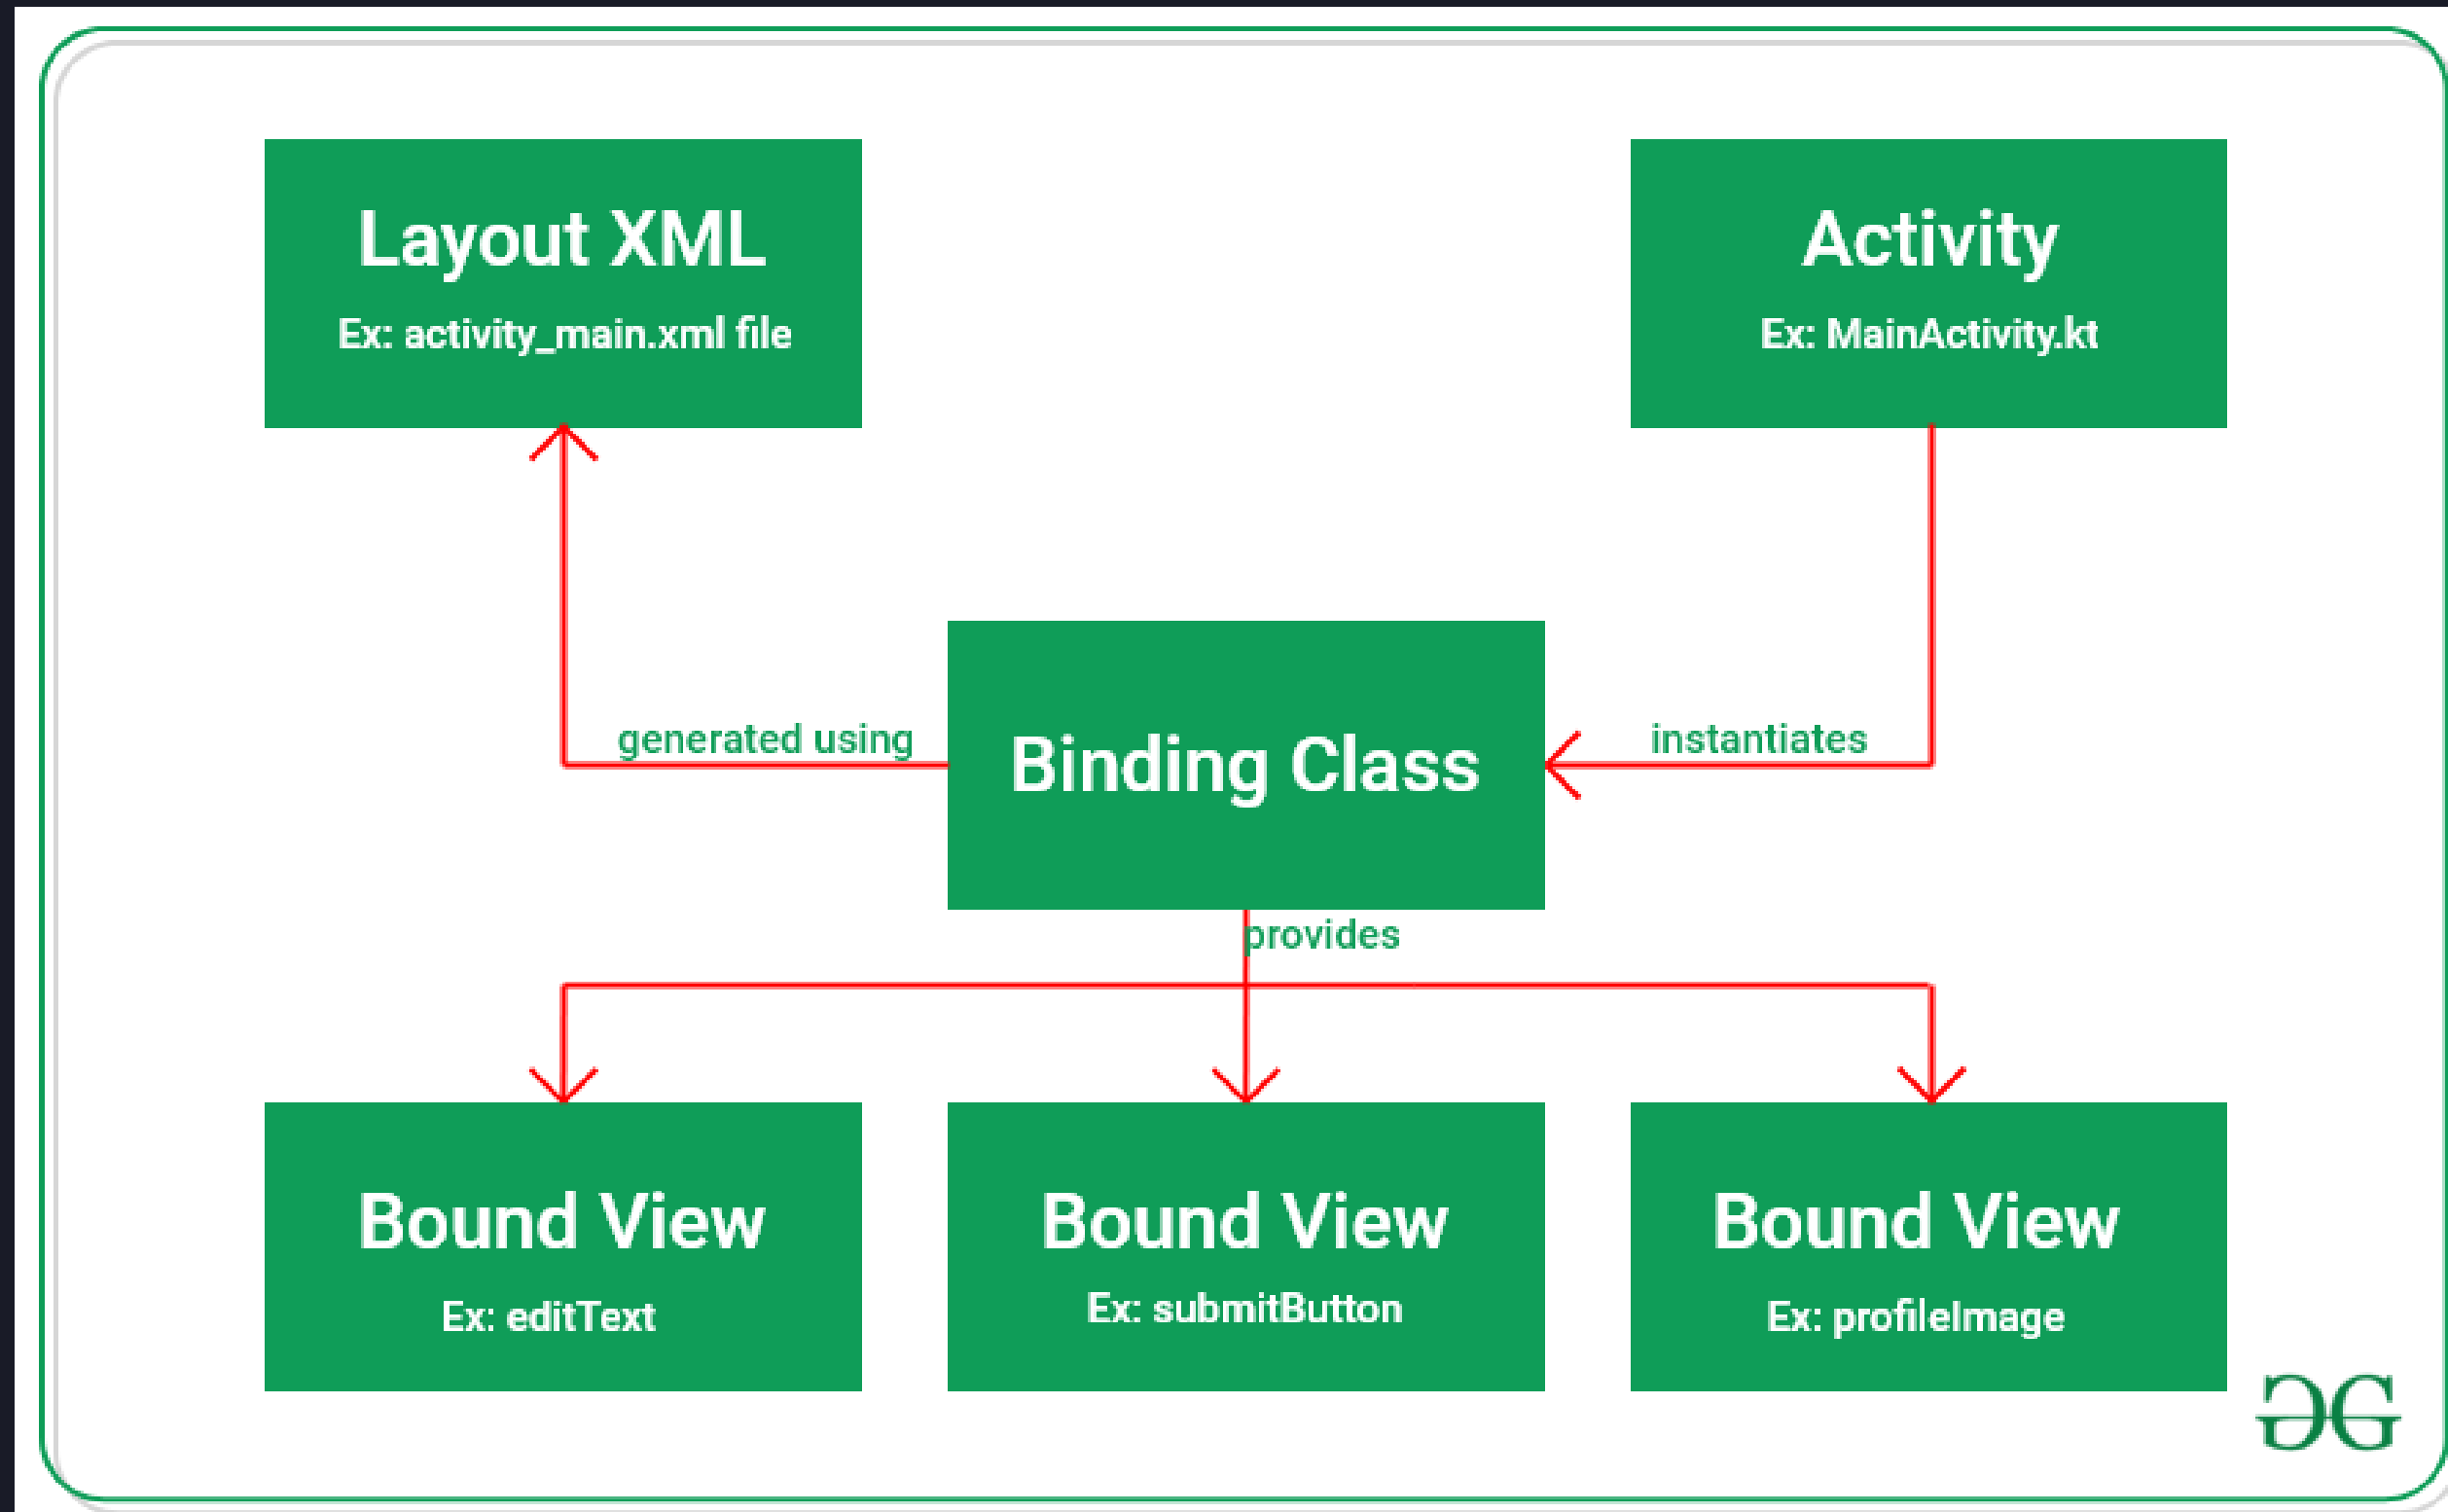 Layout XML
Ex: activity_main.xml file
Activity
Ex: MainActivity.kt
generated using
Binding Class
instantiates
provides
Bound View
Ex: editText
Bound View
Ex: submitButton
Bound View
Ex: profileImage